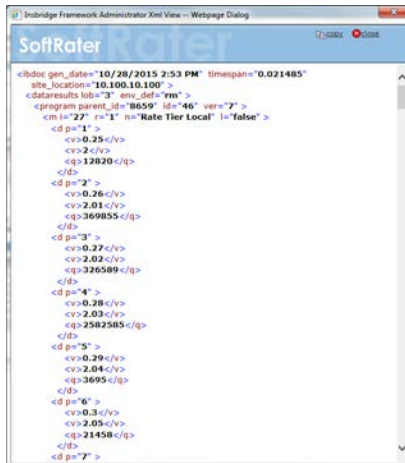 Insbridge Framework Administrator Xml View -- Webpage Dialog
SoftRater
copy close
<ibdoc gen_date="10/28/2015 2:53 PM" timespan="0.021485"
site_location="10.100.10.100" >
<dataresults lob="3" env_def="rm" >
<program parent_id="8659" id="46" ver="7" >
<m i="27" r="1" n="Rate Tier Local" l="false" >
<d p="1" >
<v>0.25</v>
<v>2</v>
<q>12820</q>
</d>
<d p="2" >
<v>0.26</v>
<v>2.01</v>
<q>369855</q>
</d>
<d p="3" >
<v>0.27</v>
<v>2.02</v>
<q>326589</q>
</d>
<d p="4" >
<v>0.28</v>
<v>2.03</v>
<q>2582585</q>
</d>
<d p="5" >
<v>0.29</v>
<v>2.04</v>
<q>3695</q>
</d>
<d p="6" >
<v>0.3</v>
<v>2.05</v>
<q>21458</q>
</d>
<d p="7" >